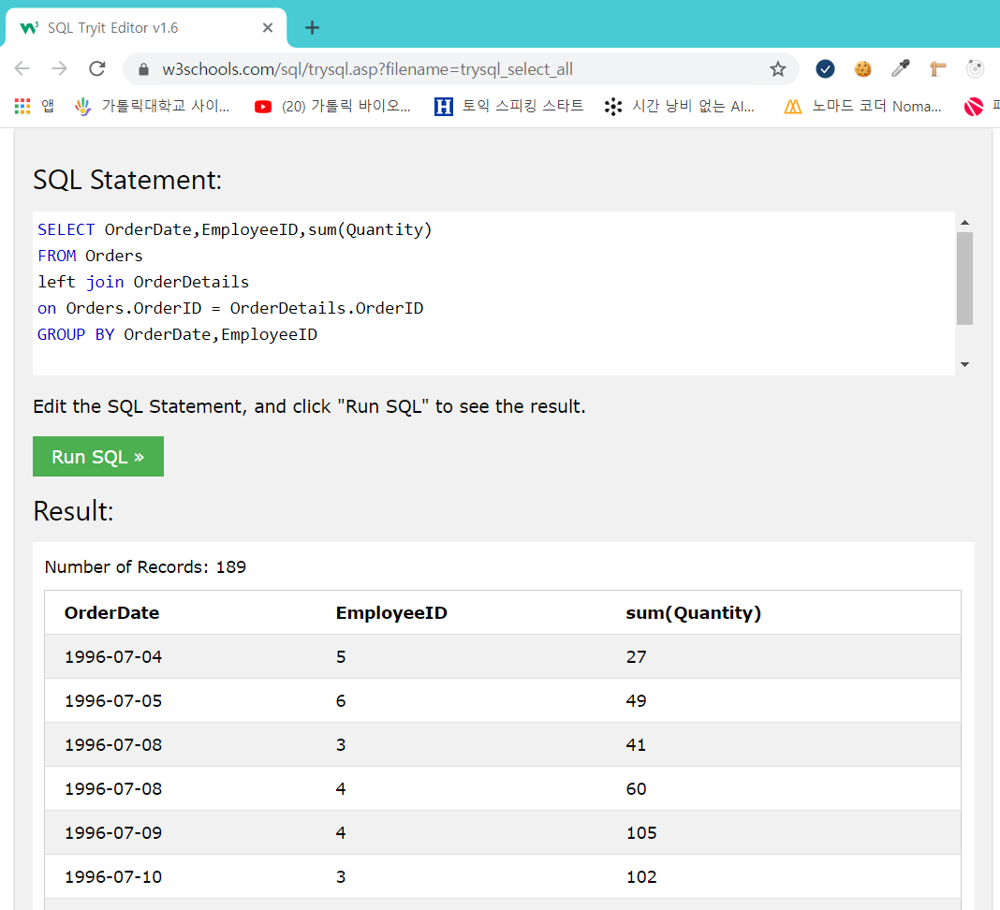 SQL Tryit Editor v1.6
w3schools.com/sql/trysql.asp?filename=trysql_select_all
앱 가톨릭대학교 사이... (20) 가톨릭 바이오... H 토익 스피킹 스타트 시간 낭비 없는 AI... 노마드 코더 Noma...
SQL Statement:
SELECT OrderDate,EmployeeID,sum(Quantity)
FROM Orders
left join OrderDetails
on Orders.OrderID = OrderDetails.OrderID
GROUP BY OrderDate,EmployeeID
Edit the SQL Statement, and click "Run SQL" to see the result.
Run SQL »
Result:
Number of Records: 189
OrderDate EmployeeID sum(Quantity)
1996-07-04 5 27
1996-07-05 6 49
1996-07-08 3 41
1996-07-08 4 60
1996-07-09 4 105
1996-07-10 3 102